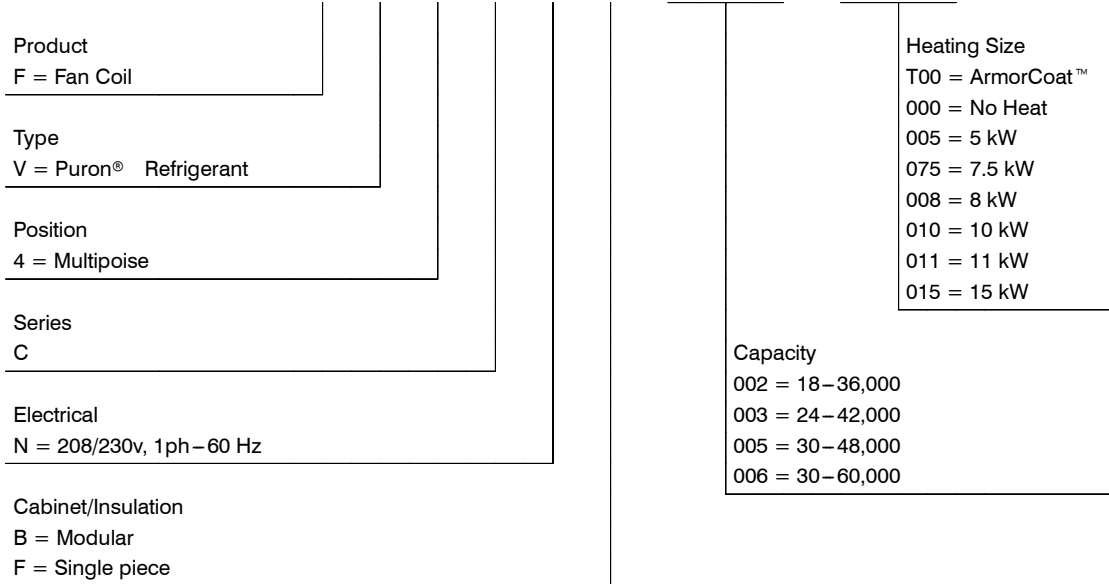 Product
F = Fan Coil
Type
V = Puron® Refrigerant
Position
4 = Multipoise
Series
C
Electrical
N = 208/230v, 1ph–60 Hz
Cabinet/Insulation
B = Modular
F = Single piece
Heating Size
T00 = ArmorCoat™
000 = No Heat
005 = 5 kW
075 = 7.5 kW
008 = 8 kW
010 = 10 kW
011 = 11 kW
015 = 15 kW
Capacity
002 = 18–36,000
003 = 24–42,000
005 = 30–48,000
006 = 30–60,000